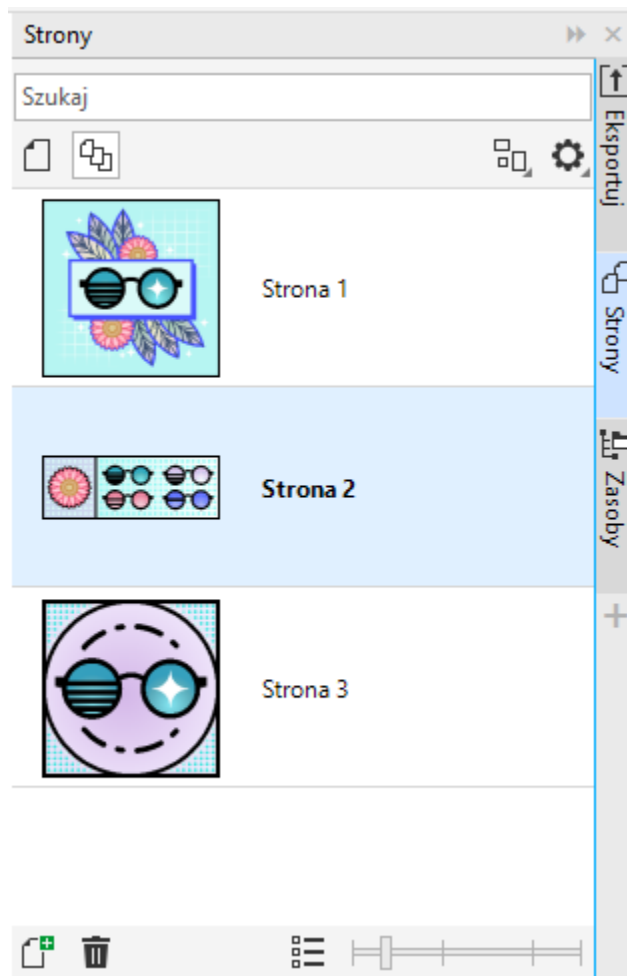 Strony
Szukaj
Strona 1
Strona 2
Strona 3
Eksportuj
Strony
Zasoby